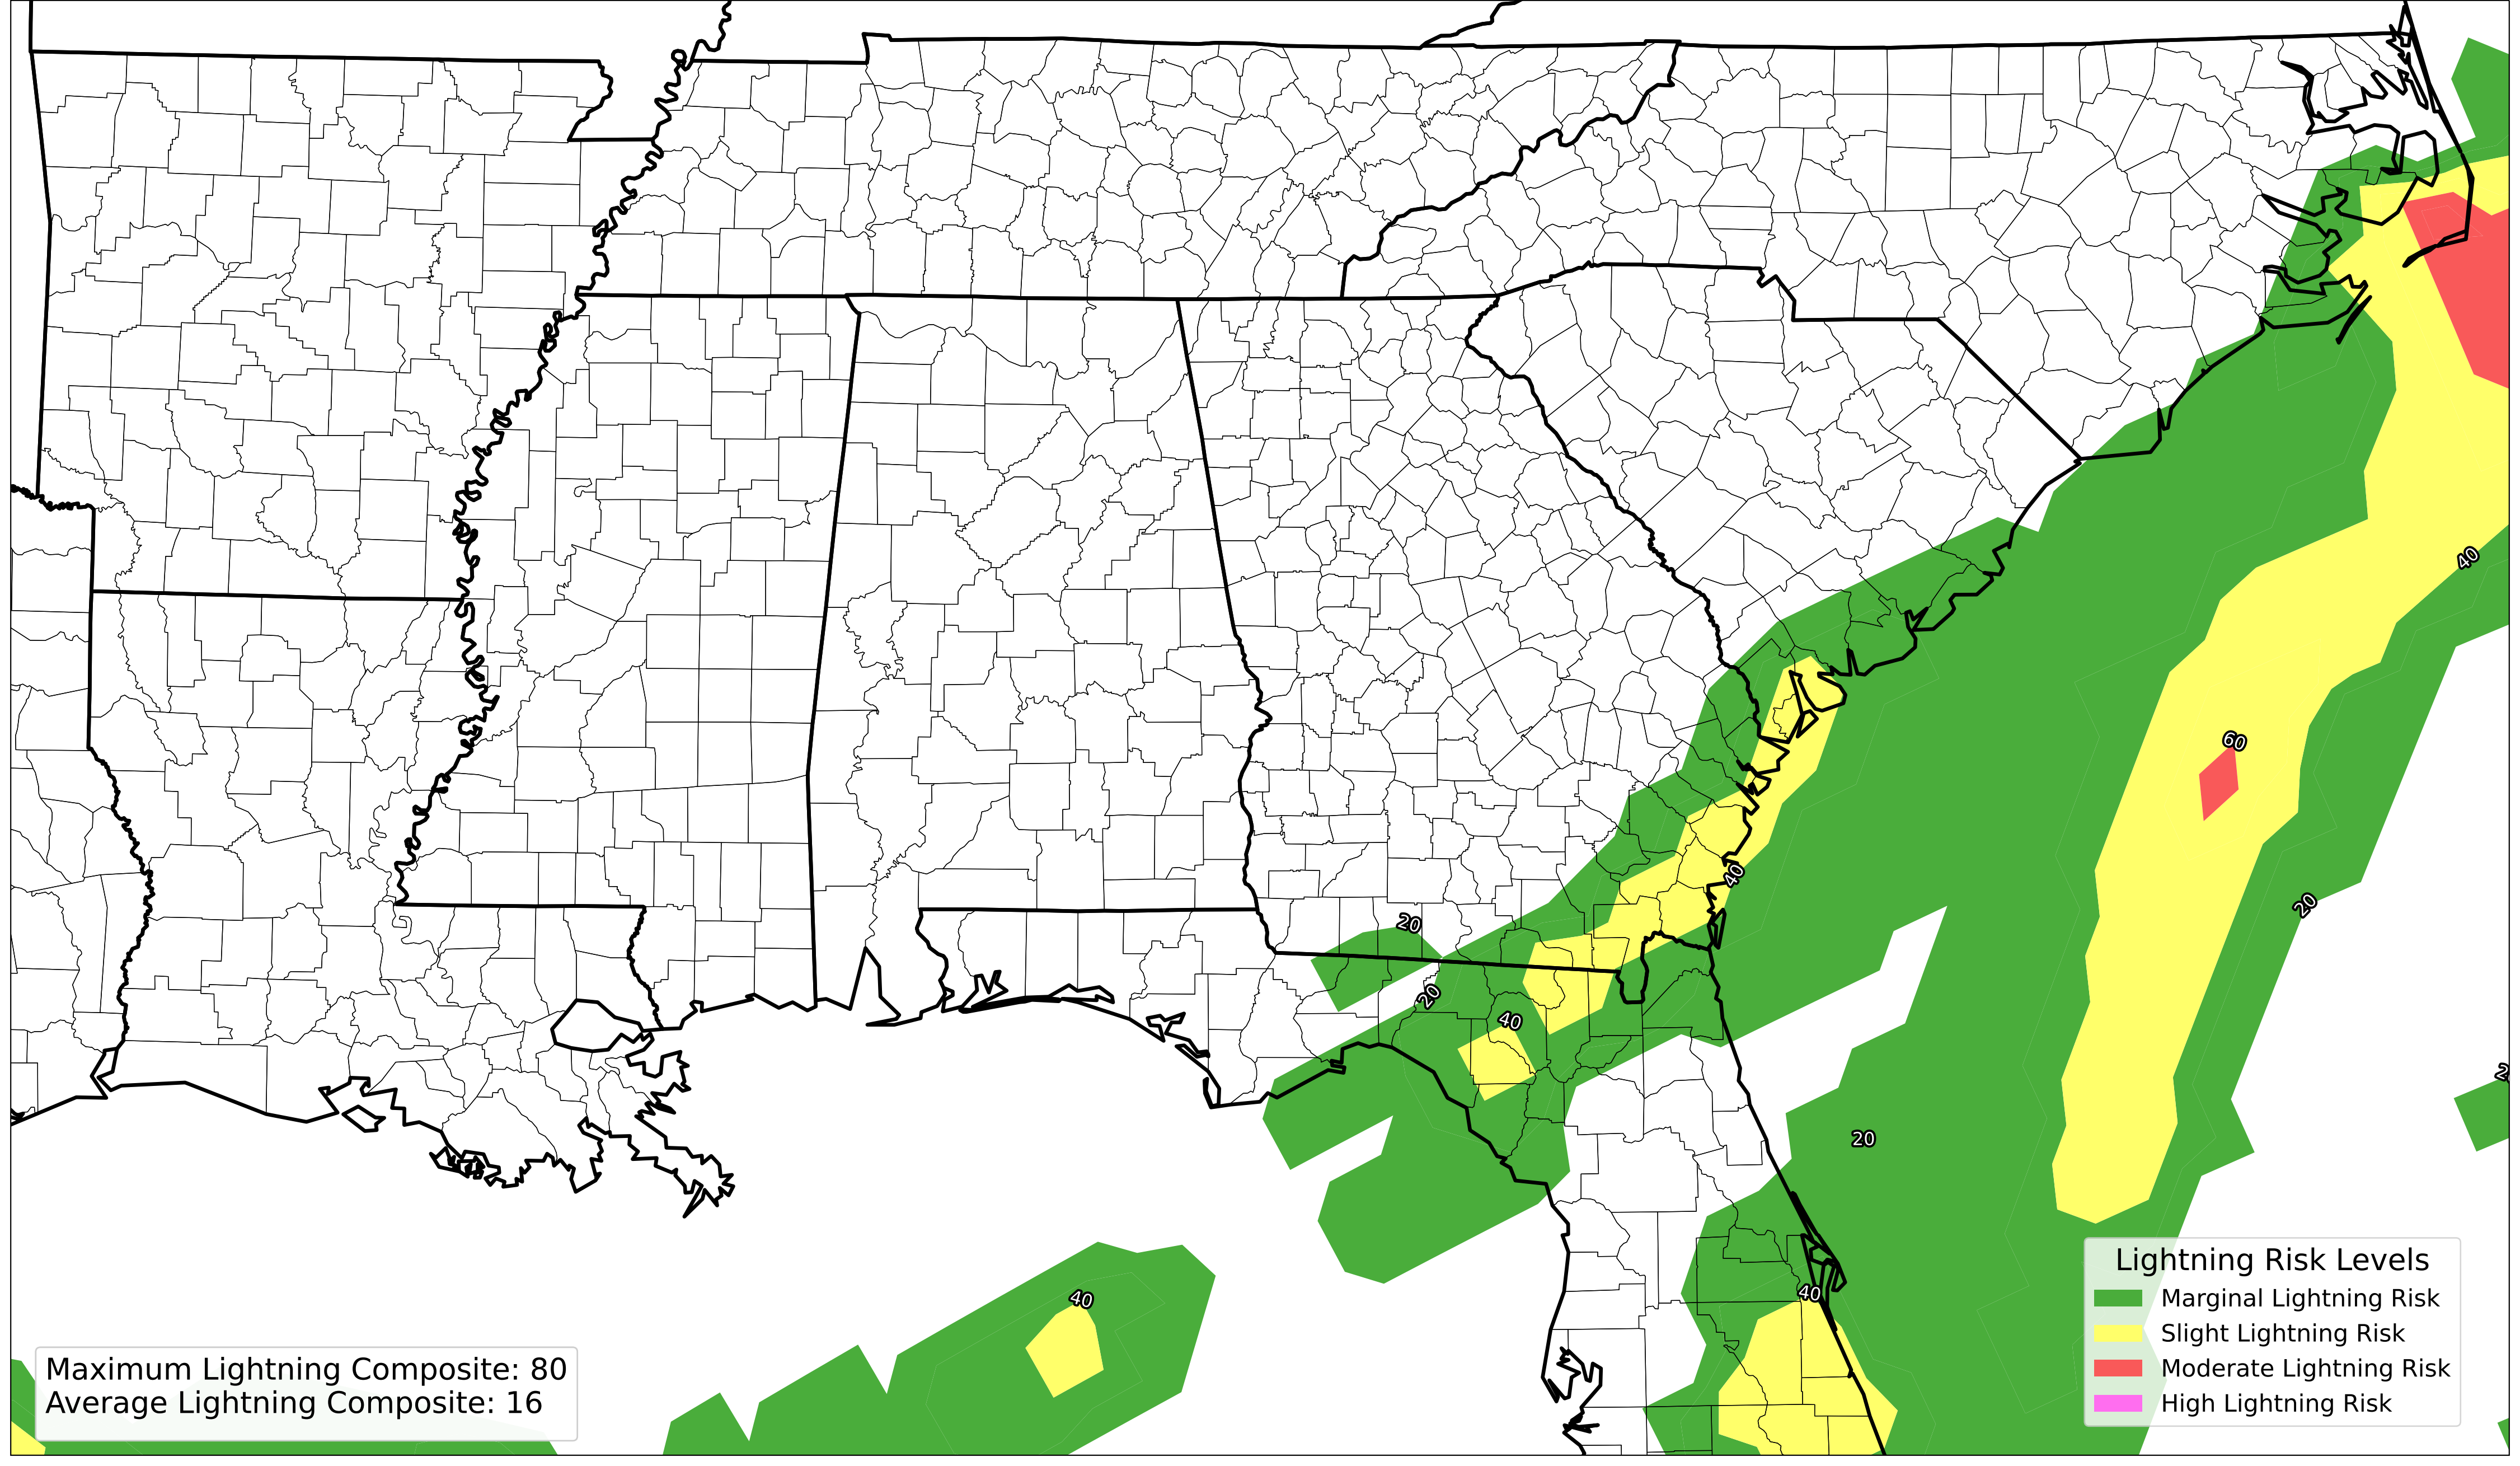 40
60
20
20
20
40
40
20
40
40
Lightning Risk Levels
Marginal Lightning Risk
Slight Lightning Risk
Moderate Lightning Risk
High Lightning Risk
Maximum Lightning Composite: 80
Average Lightning Composite: 16